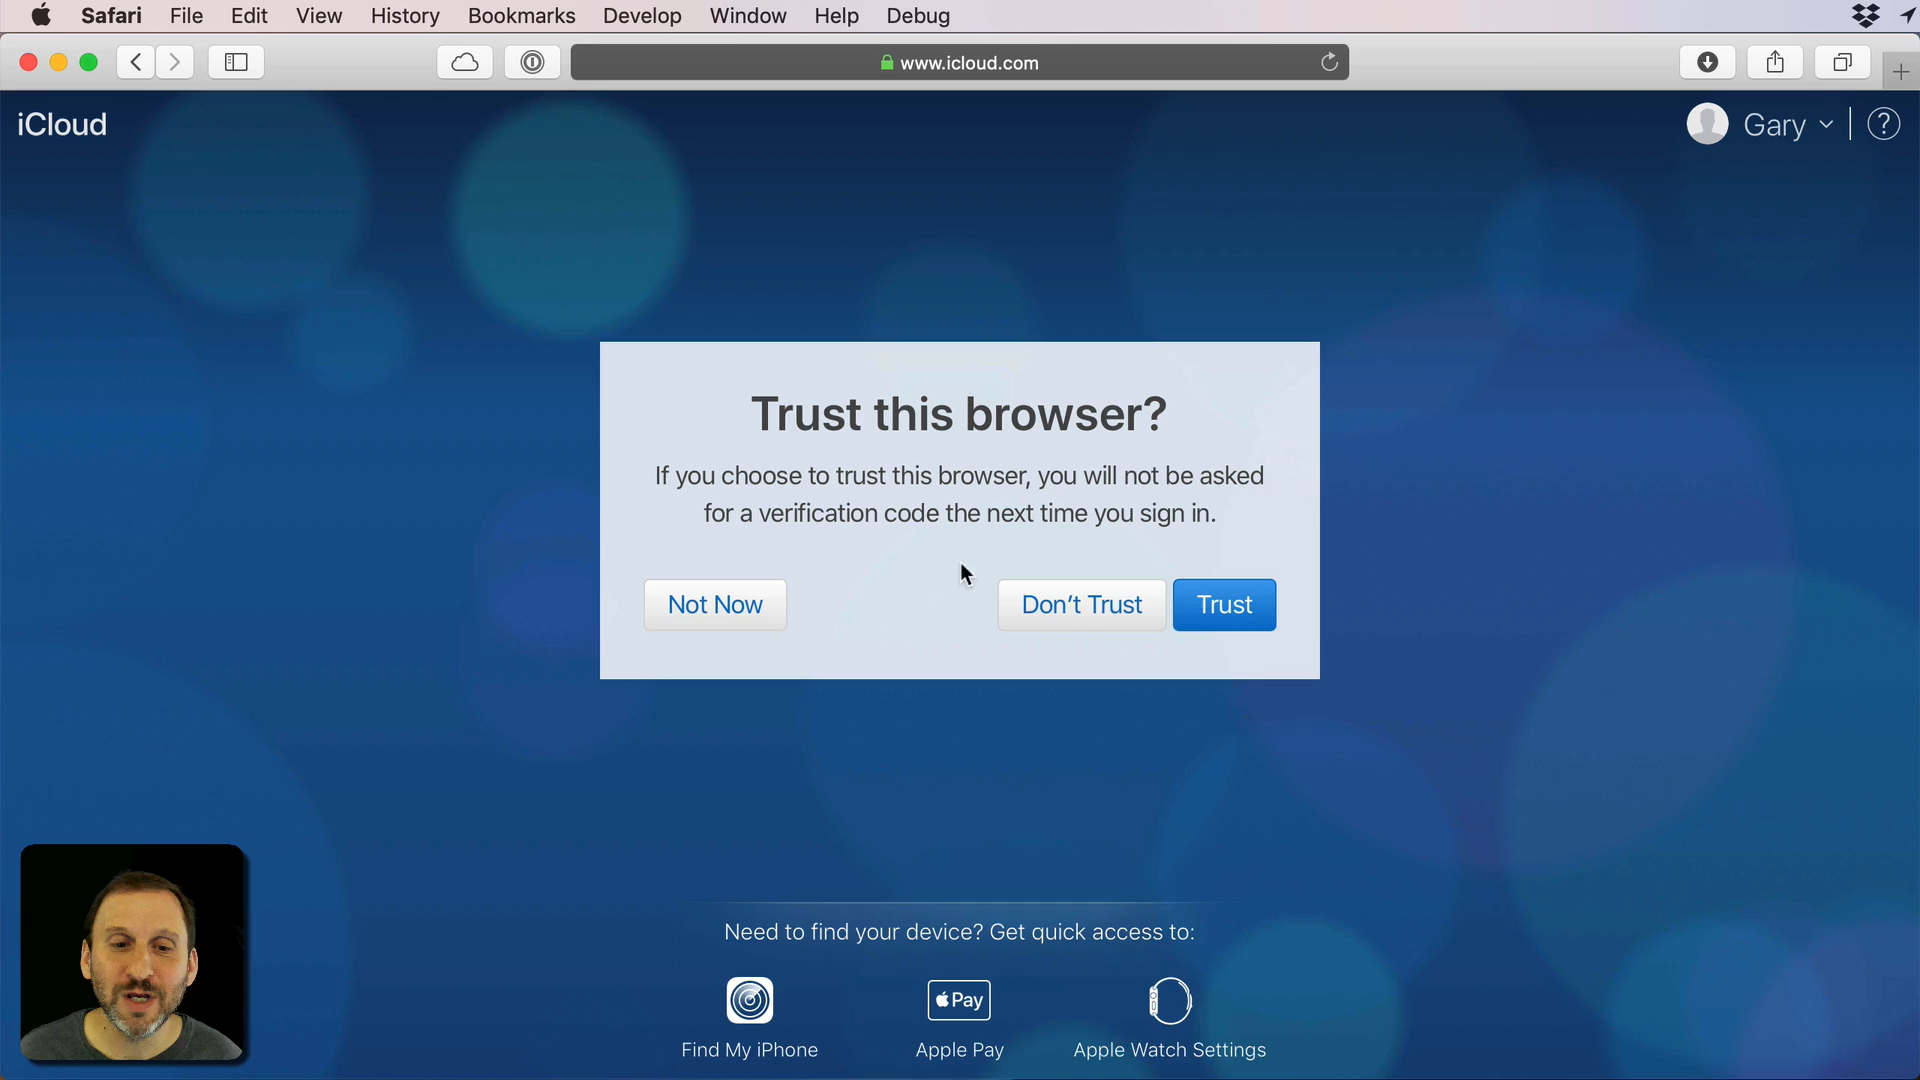 Safari File Edit View History Bookmarks Develop Window Help Debug
www.icloud.com
iCloud
Gary
Trust this browser?
If you choose to trust this browser, you will not be asked
for a verification code the next time you sign in.
Not Now
Don’t Trust
Trust
Need to find your device? Get quick access to:
Pay
Find My iPhone
Apple Pay
Apple Watch Settings